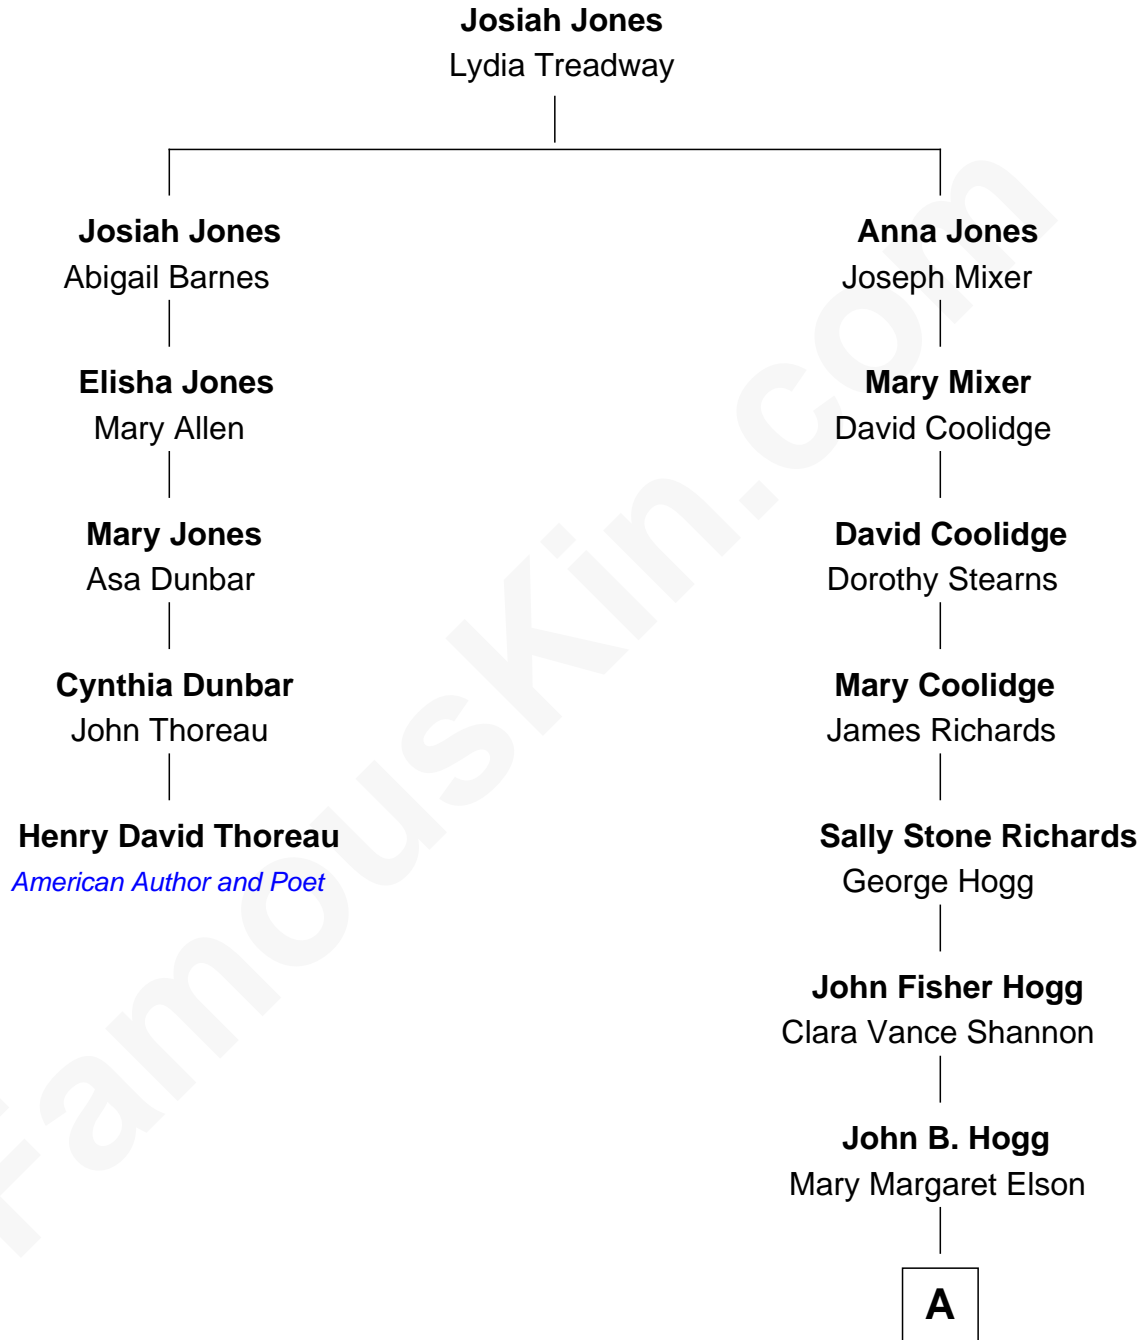 Josiah Jones
Lydia Treadway
Josiah Jones
Abigail Barnes
Elisha Jones
Mary Allen
Mary Jones
Asa Dunbar
Cynthia Dunbar
John Thoreau
Henry David Thoreau
American Author and Poet
Anna Jones
Joseph Mixer
Mary Mixer
David Coolidge
David Coolidge
Dorothy Stearns
Mary Coolidge
James Richards
Sally Stone Richards
George Hogg
John Fisher Hogg
Clara Vance Shannon
John B. Hogg
Mary Margaret Elson
A
FamousKin.com